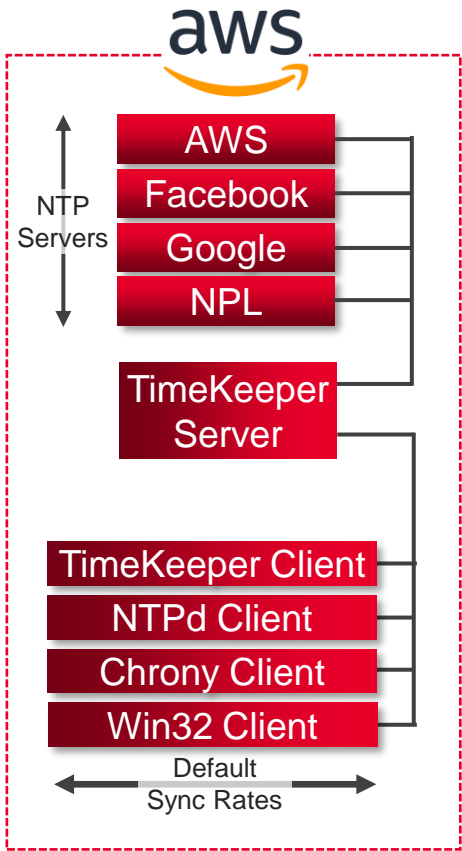 aws
AWS
Facebook
Google
NPL
NTP
Servers
TimeKeeper
Server
TimeKeeper Client
NTPd Client
Chrony Client
Win32 Client
Default
Sync Rates